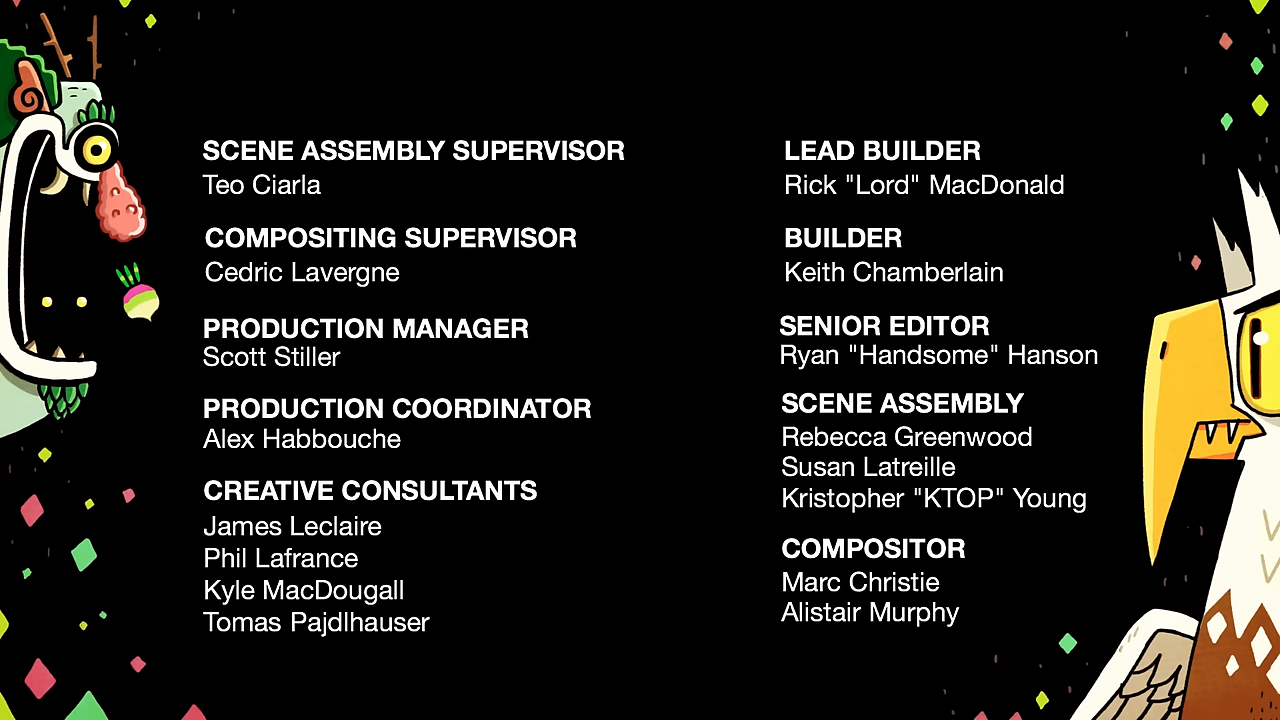 SCENE ASSEMBLY SUPERVISOR
Teo Ciarla
COMPOSITING SUPERVISOR
Cedric Lavergne
PRODUCTION MANAGER
Scott Stiller
PRODUCTION COORDINATOR
Alex Habbouche
CREATIVE CONSULTANTS
James Leclaire
Phil Lafrance
Kyle MacDougall
Tomas Pajdlhauser
LEAD BUILDER
Rick "Lord" MacDonald
BUILDER
Keith Chamberlain
SENIOR EDITOR
Ryan "Handsome" Hanson
SCENE ASSEMBLY
Rebecca Greenwood
Susan Latreille
Kristopher "KTOP" Young
COMPOSITOR
Marc Christie
Alistair Murphy